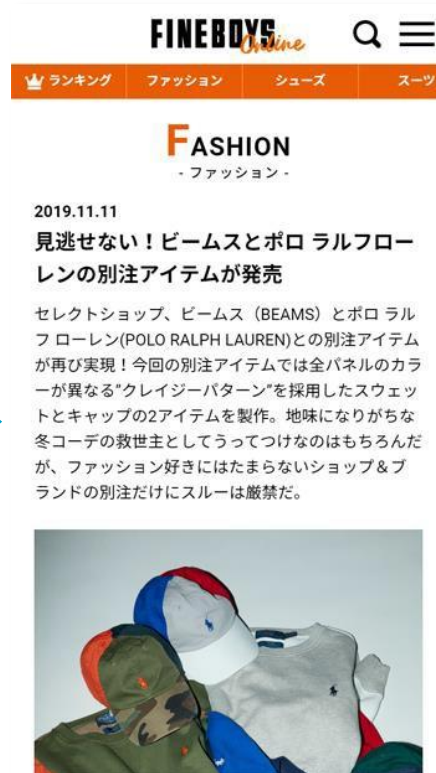 FINEBOYS Online
ランキング ファッション シューズ スーツ
FASHION
- ファッション -
2019.11.11
見逃せない！ビームスとポロ ラルフロー
レンの別注アイテムが発売
セレクトショップ、ビームス（BEAMS）とポロ ラル
フ ローレン(POLO RALPH LAUREN)との別注アイテム
が再び実現！今回の別注アイテムでは全パネルのカラ
ーが異なる”クレイジーパターン”を採用したスウェッ
トとキャップの2アイテムを製作。地味になりがちな
冬コーデの救世主としてうってつけなのはもちろんだ
が、ファッション好きにはたまらないショップ＆ブ
ランドの別注だけにスルーは厳禁だ。